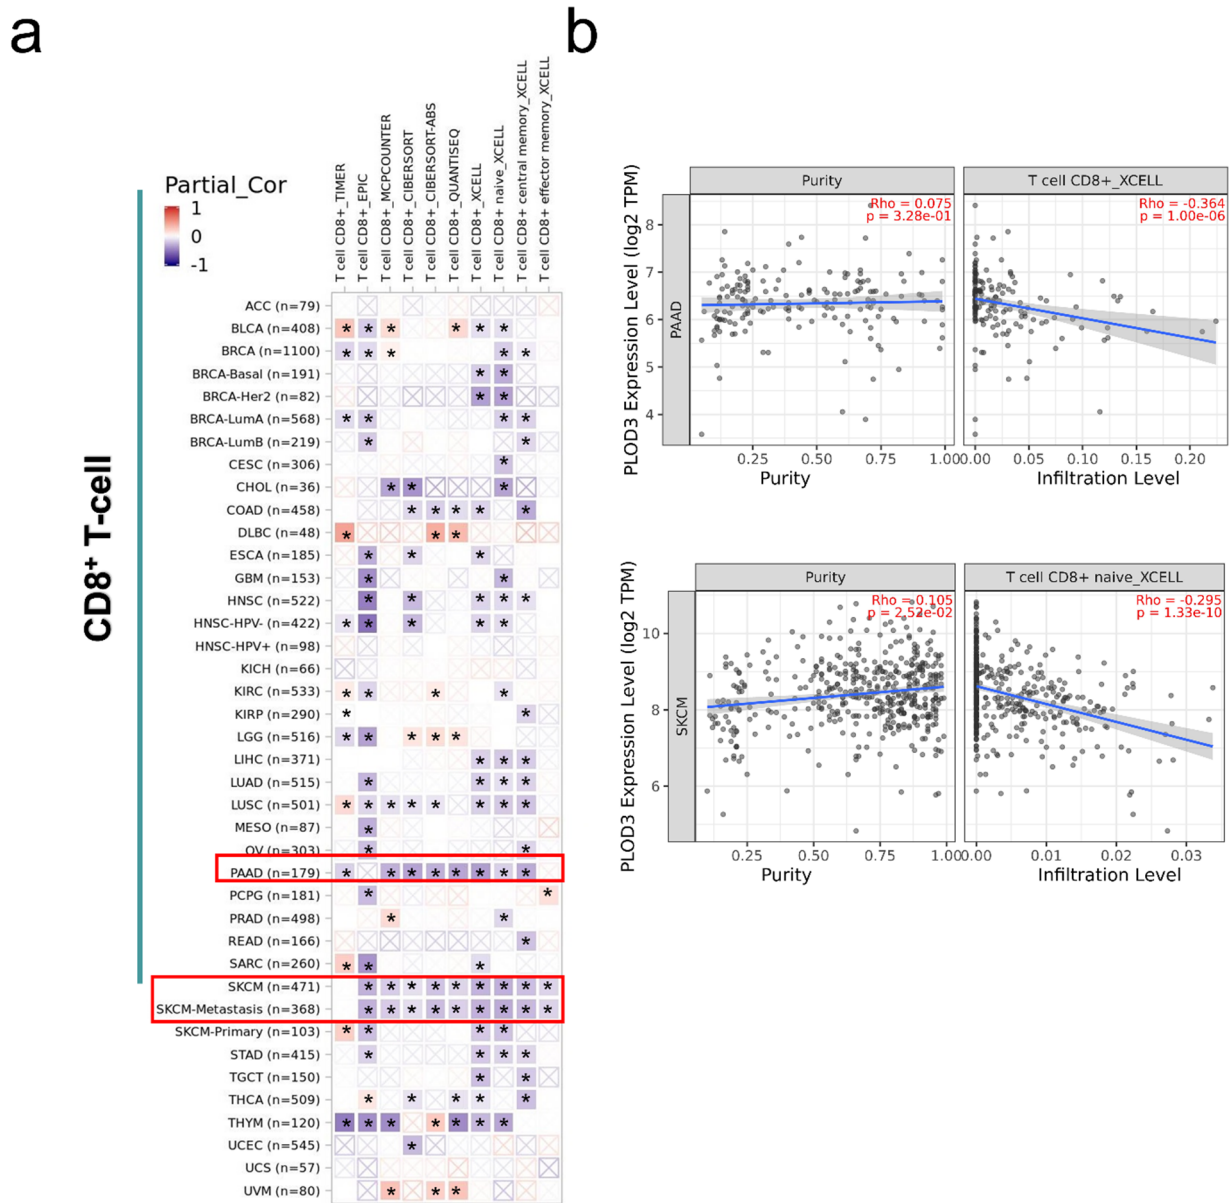 a
b
CD8⁺ T-cell
Partial_Cor
1
0
-1
T cell CD8+_TIMER
T cell CD8+_EPIC
T cell CD8+_MCPCOUNTER
T cell CD8+_CIBERSORT
T cell CD8+_CIBERSORT-ABS
T cell CD8+_QUANTISEQ
T cell CD8+_XCELL
T cell CD8+ naive_XCELL
T cell CD8+ central memory_XCELL
T cell CD8+ effector memory_XCELL
ACC (n=79)
BLCA (n=408)
BRCA (n=1100)
BRCA-Basal (n=191)
BRCA-Her2 (n=82)
BRCA-LumA (n=568)
BRCA-LumB (n=219)
CESC (n=306)
CHOL (n=36)
COAD (n=458)
DLBC (n=48)
ESCA (n=185)
GBM (n=153)
HNSC (n=522)
HNSC-HPV- (n=422)
HNSC-HPV+ (n=98)
KICH (n=66)
KIRC (n=533)
KIRP (n=290)
LGG (n=516)
LIHC (n=371)
LUAD (n=515)
LUSC (n=501)
MESO (n=87)
OV (n=303)
PAAD (n=179)
PCPG (n=181)
PRAD (n=498)
READ (n=166)
SARC (n=260)
SKCM (n=471)
SKCM-Metastasis (n=368)
SKCM-Primary (n=103)
STAD (n=415)
TGCT (n=150)
THCA (n=509)
THYM (n=120)
UCEC (n=545)
UCS (n=57)
UVM (n=80)
PLOD3 Expression Level (log2 TPM)
PAAD
Purity
T cell CD8+_XCELL
Rho = 0.075
p = 3.28e-01
Rho = -0.364
p = 1.00e-06
8
7
6
5
4
0.25 0.50 0.75 1.00
0.00 0.05 0.10 0.15 0.20
Purity
Infiltration Level
PLOD3 Expression Level (log2 TPM)
SKCM
Purity
T cell CD8+ naive_XCELL
Rho = 0.105
p = 2.52e-02
Rho = -0.295
p = 1.33e-10
10
8
6
0.25 0.50 0.75 1.00
0.00 0.01 0.02 0.03
Purity
Infiltration Level